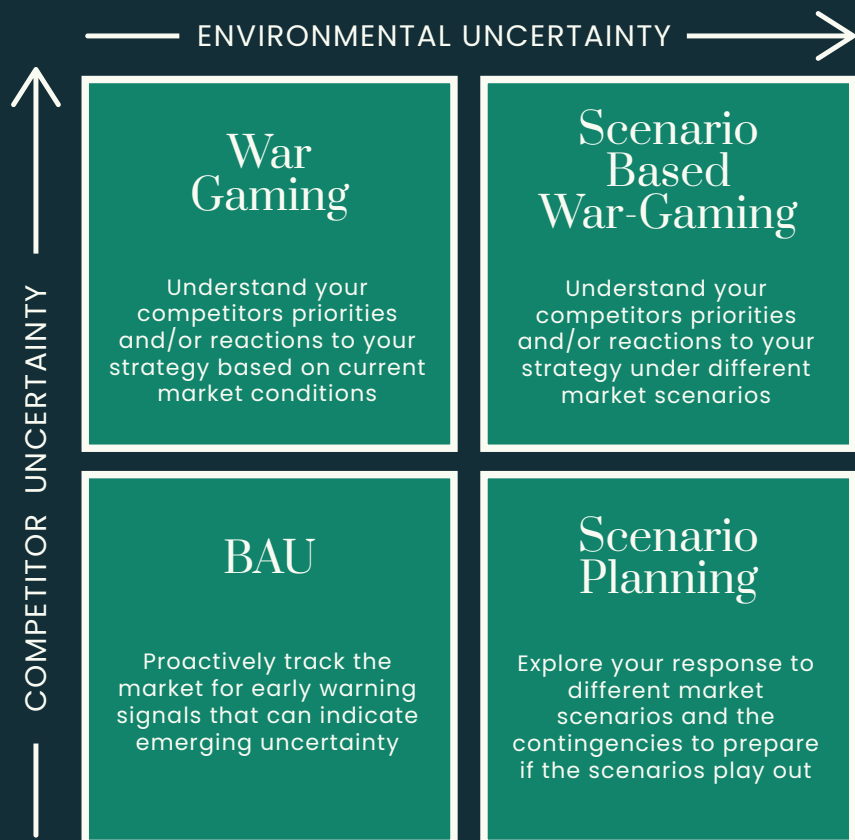 ENVIRONMENTAL UNCERTAINTY
COMPETITOR UNCERTAINTY
War
Gaming
Understand your
competitors priorities
and/or reactions to your
strategy based on current
market conditions
Scenario
Based
War-Gaming
Understand your
competitors priorities
and/or reactions to your
strategy under different
market scenarios
BAU
Proactively track the
market for early warning
signals that can indicate
emerging uncertainty
Scenario
Planning
Explore your response to
different market
scenarios and the
contingencies to prepare
if the scenarios play out